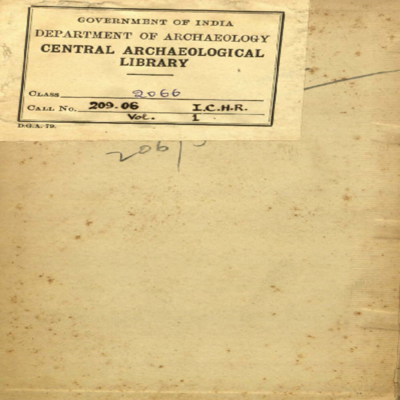 GOVERNMENT OF INDIA
DEPARTMENT OF ARCHAEOLOGY
CENTRAL ARCHAEOLOGICAL
LIBRARY
CLASS 2066
CALL No. 209.06 I.C.H.R.
Vol. 1
D.G.A. 79.